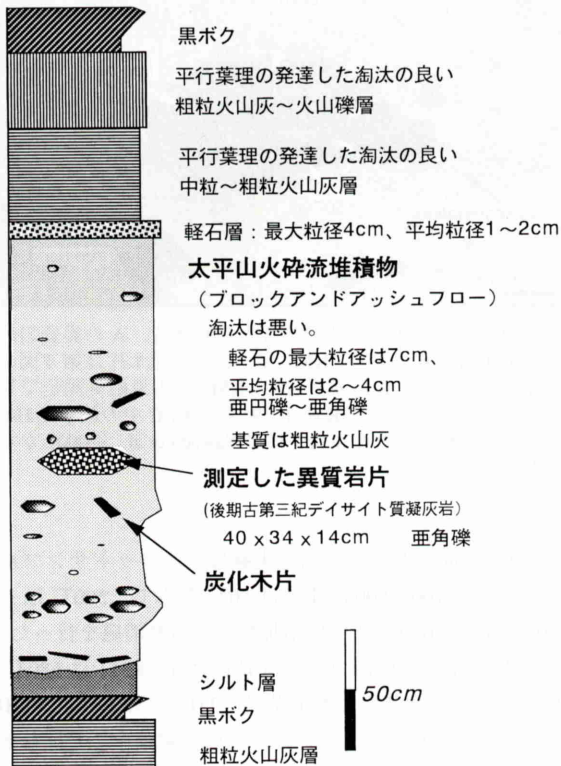 黒ボク
平行葉理の発達した淘汰の良い
粗粒火山灰～火山礫層
平行葉理の発達した淘汰の良い
中粒～粗粒火山灰層
軽石層：最大粒径4cm、平均粒径1～2cm
太平山火砕流堆積物
（ブロックアンドアッシュフロー）
淘汰は悪い。
軽石の最大粒径は7cm、
平均粒径は2～4cm
亜円礫～亜角礫
基質は粗粒火山灰
測定した異質岩片
(後期古第三紀デイサイト質凝灰岩)
40 x 34 x 14cm 亜角礫
炭化木片
シルト層
50cm
黒ボク
粗粒火山灰層